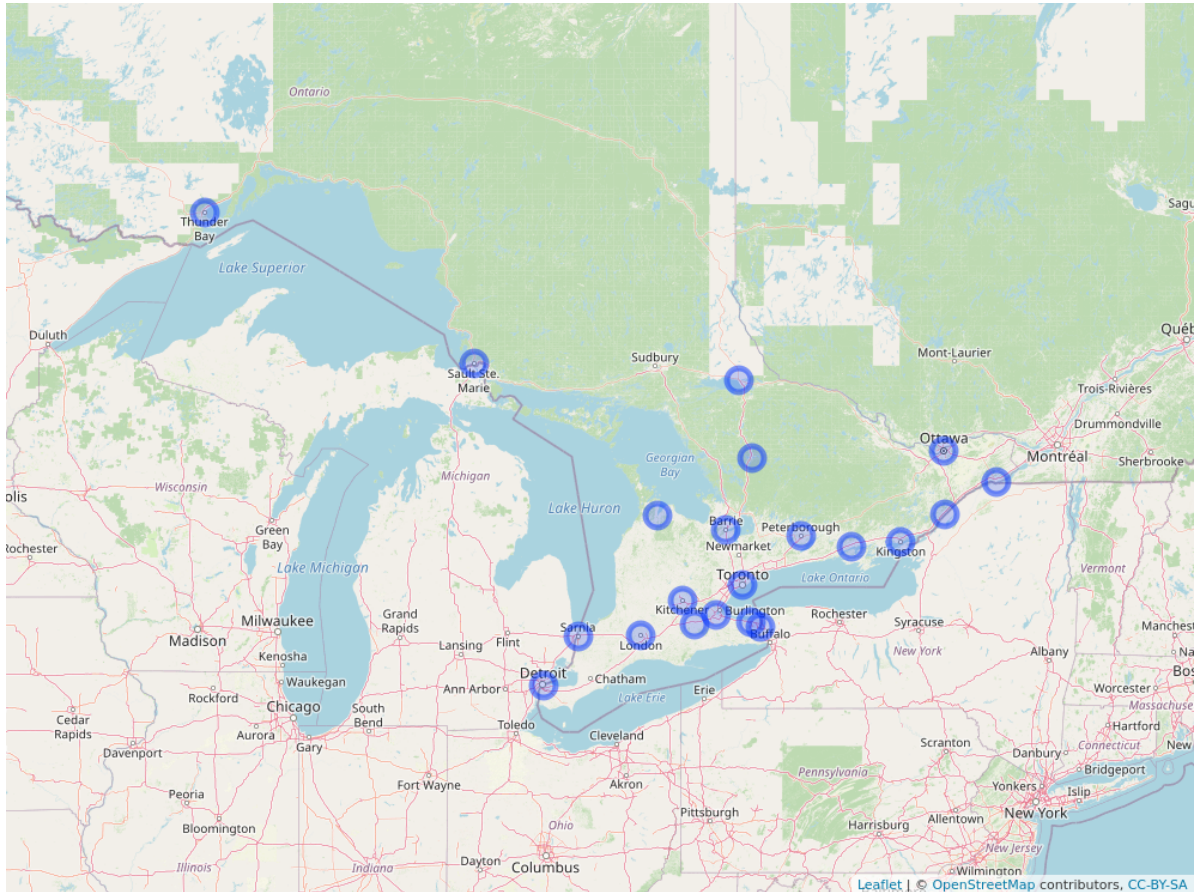 Ontario
Thunder
Bay
Sagu
Lake Superior
Duluth
Québ
Sudbury
Mont-Laurier
Sault Ste.
Marie
Trois-Rivières
Drummondville
Ottawa
Montréal
Sherbrooke
Georgian
Bay
Michigan
Wisconsin
olis
Lake Huron
Barrie
Peterborough
Green
Bay
Newmarket
Kingston
Rochester
Lake Michigan
Vermont
Toronto
Lake Ontario
Kitchener
Burlington
Grand
Rapids
Rochester
Milwaukee
Madison
Sarnia
Flint
London
Buffalo
Syracuse
Manchest
Lansing
New York
Na
Kenosha
Albany
Detroit
Bos
Waukegan
Ann Arbor
Chatham
Lake Erie
Erie
Worcester
Rockford
Massachuse
Chicago
South
Bend
Cedar
Rapids
Toledo
Hartford
New
Aurora
Gary
Cleveland
Scranton
Connecticut
Davenport
Danbury
Bridgeport
Fort Wayne
Akron
Pennsylvania
Yonkers
Islip
Peoria
New York
Pittsburgh
Allentown
Bloomington
Harrisburg
Ohio
New Jersey
Illinois
Indiana
Dayton
Columbus
Wilmington
Leaflet | © OpenStreetMap contributors, CC-BY-SA